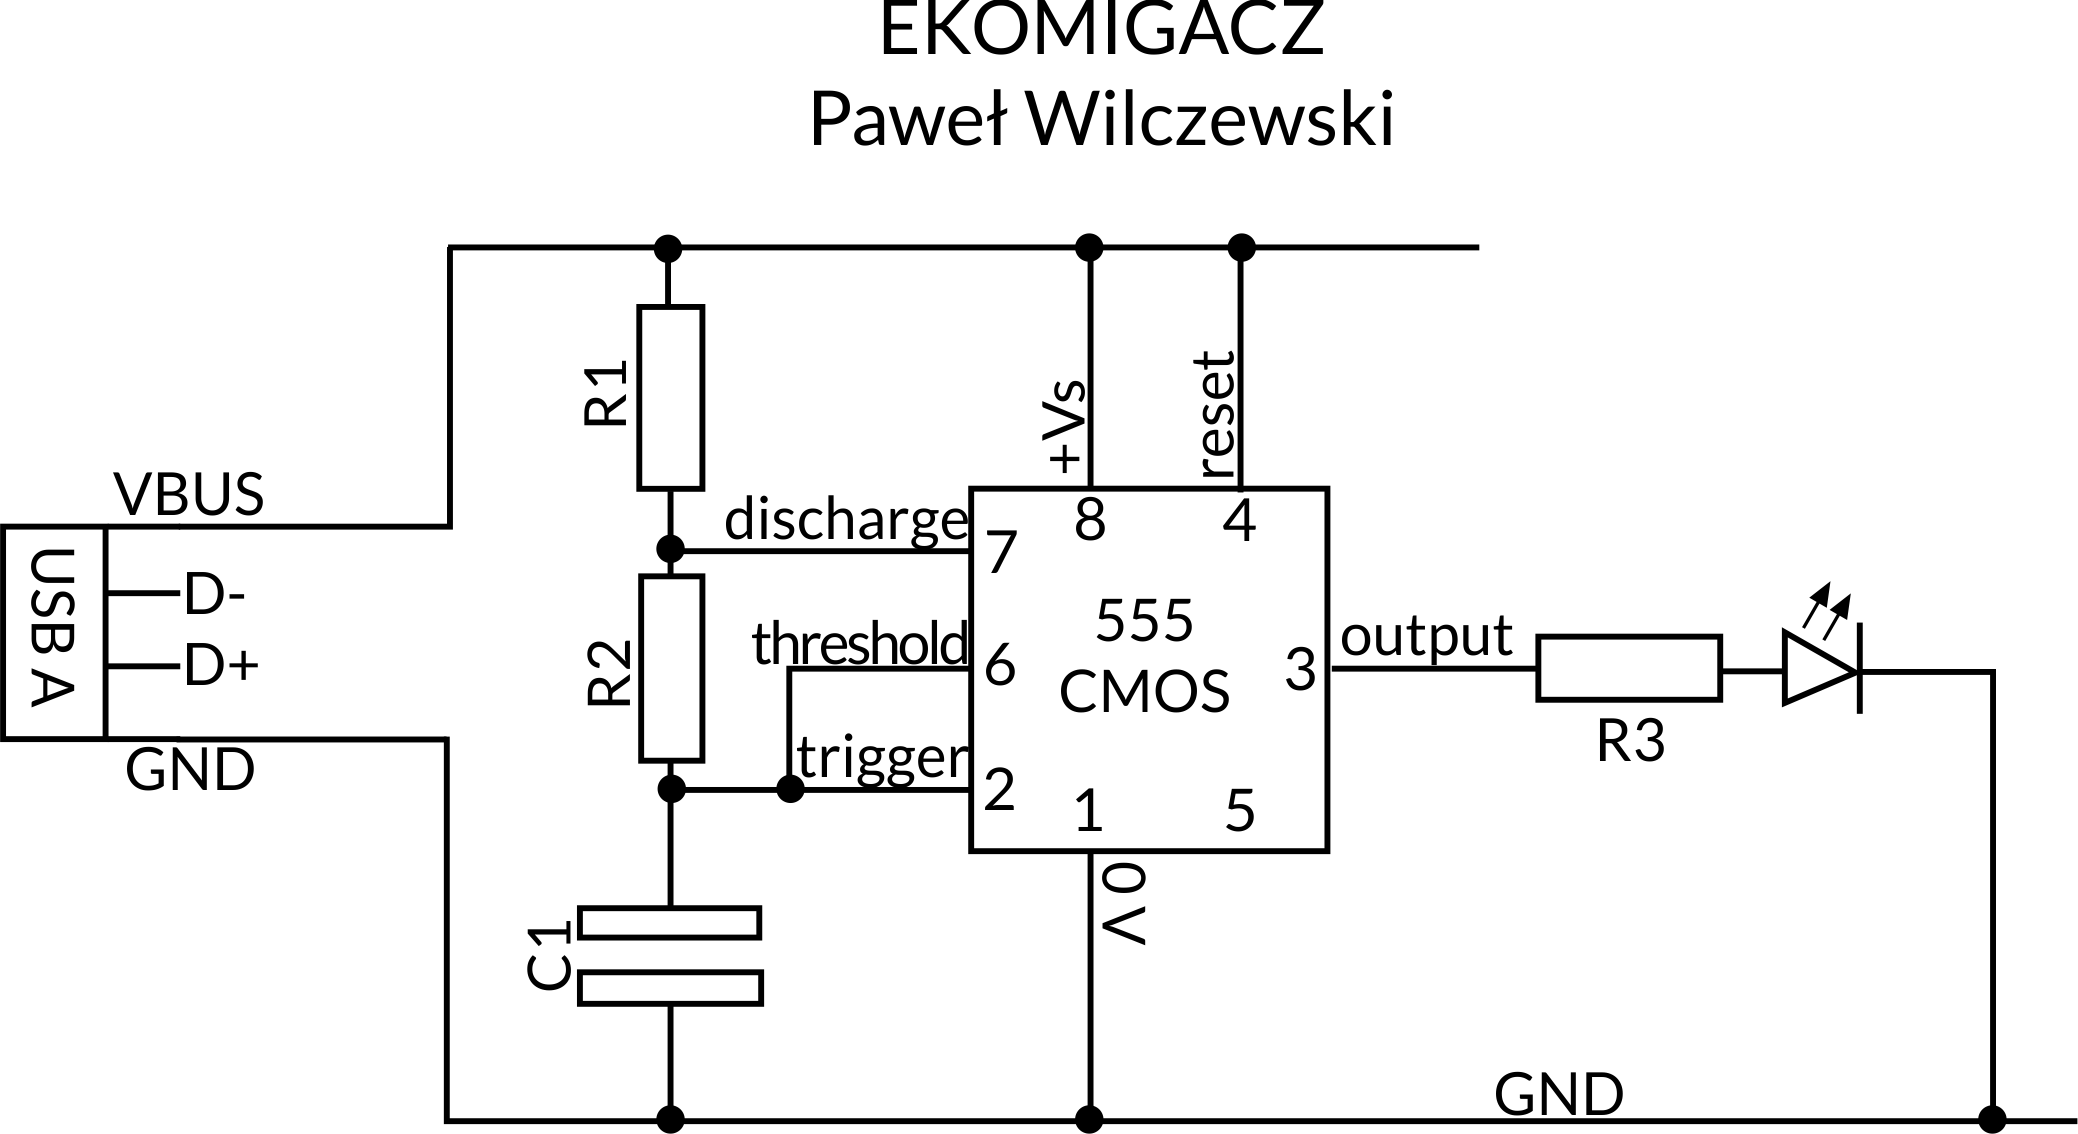 EKOMIGACZ
Paweł Wilczewski
R1
+Vs
reset
VBUS
discharge
8
4
7
USB A
D-
555
threshold
output
D+
R2
6
CMOS
3
R3
trigger
GND
2
1
5
0 V
C1
GND